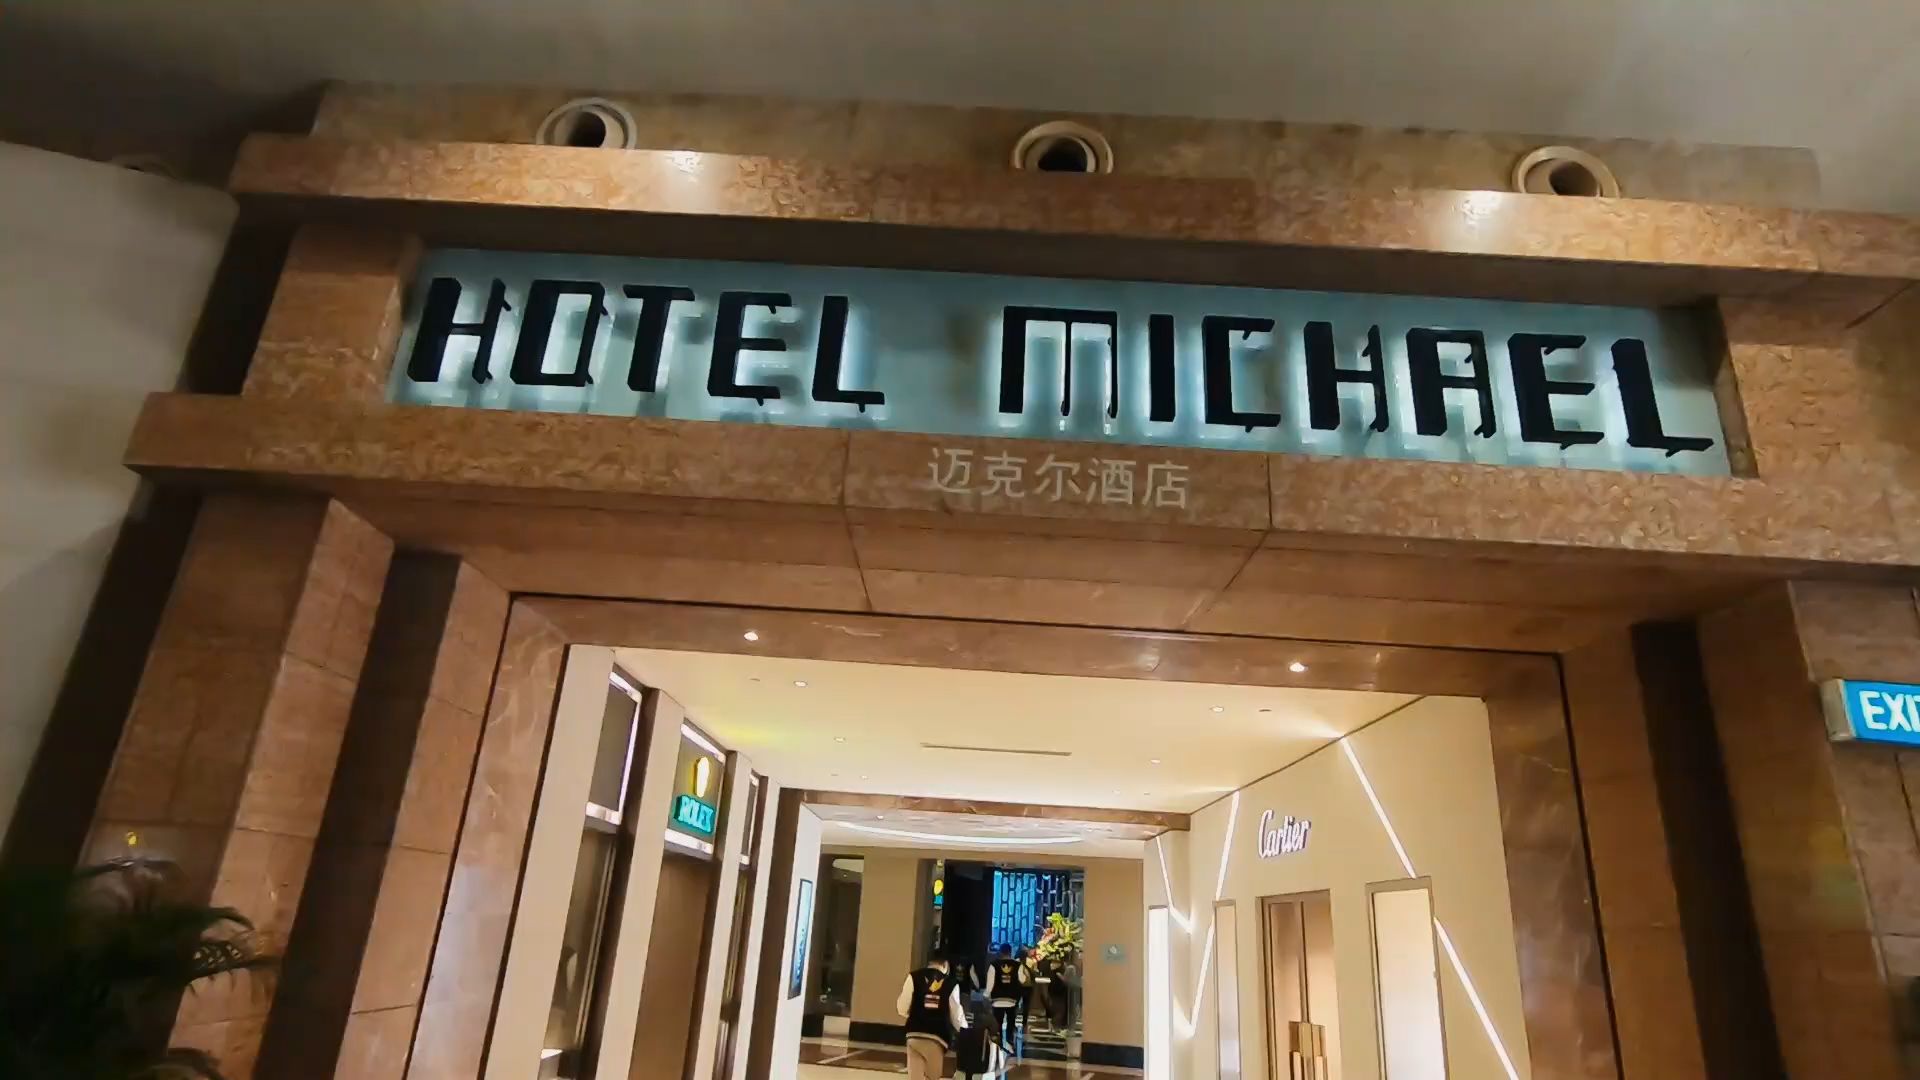 HOTEL MICHAEL
迈克尔酒店
EXI
ROLEX
Cartier